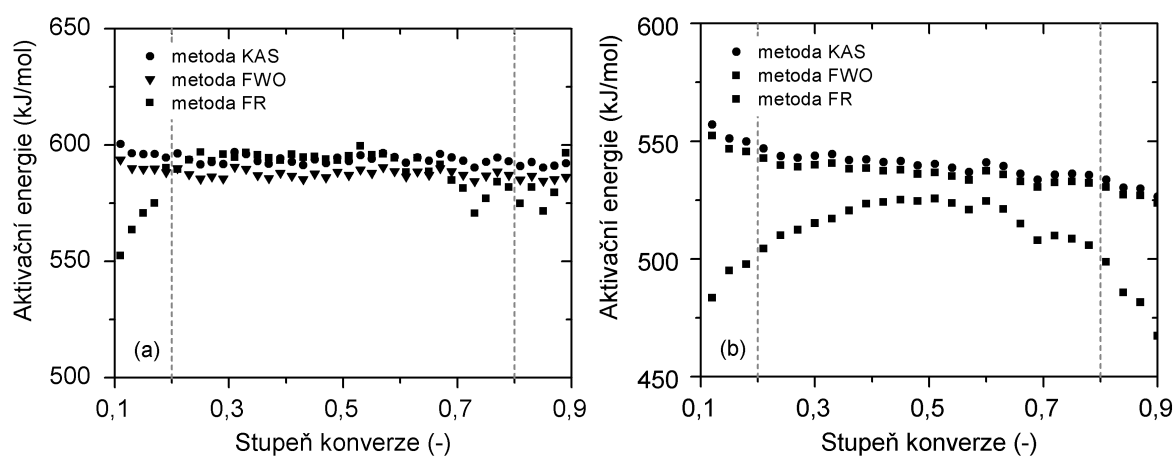 Aktivační energie (kJ/mol)
650
600
550
500
metoda KAS
metoda FWO
metoda FR
(a)
0,1 0,3 0,5 0,7 0,9
Stupeň konverze (-)
Aktivační energie (kJ/mol)
600
550
500
450
metoda KAS
metoda FWO
metoda FR
(b)
0,1 0,3 0,5 0,7 0,9
Stupeň konverze (-)